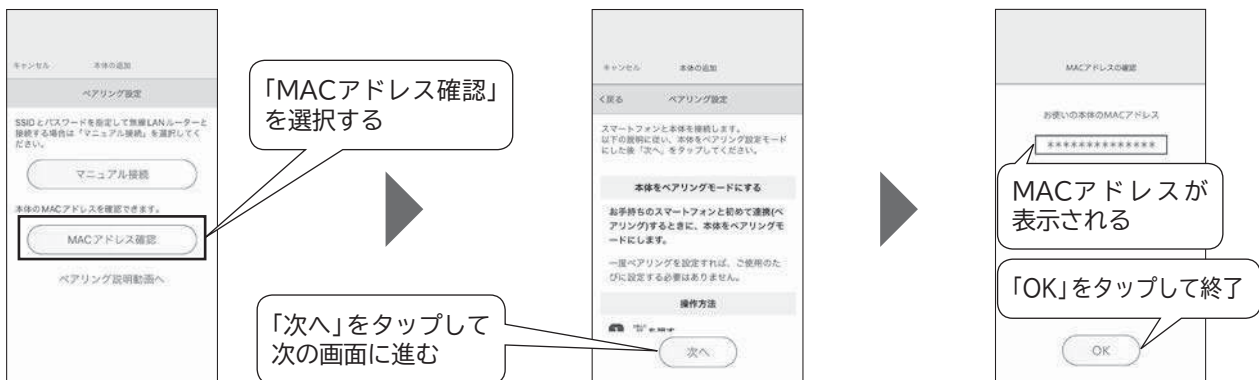 キャンセル 本体の追加
ペアリング設定
SSIDとパスワードを指定して無線LANルーターと
接続する場合は「マニュアル接続」を選択してく
ださい。
マニュアル接続
本体のMACアドレスを確認できます。
MACアドレス確認
ペアリング説明動画へ
「MACアドレス確認」
を選択する
キャンセル 本体の追加
く戻る ペアリング設定
スマートフォンと本体を接続します。
以下の説明に従い、本体をペアリング設定モード
にした後「次へ」をタップしてください。
本体をペアリングモードにする
お手持ちのスマートフォンと初めて連携(ペ
アリング)するときに、本体をペアリングモ
ードにします。
一度ペアリングを設定すれば、ご使用のた
びに設定する必要はありません。
操作方法
次へ
「次へ」をタップして
次の画面に進む
MACアドレスの確認
お使いの本体のMACアドレス
**************
MACアドレスが
表示される
「OK」をタップして終了
OK